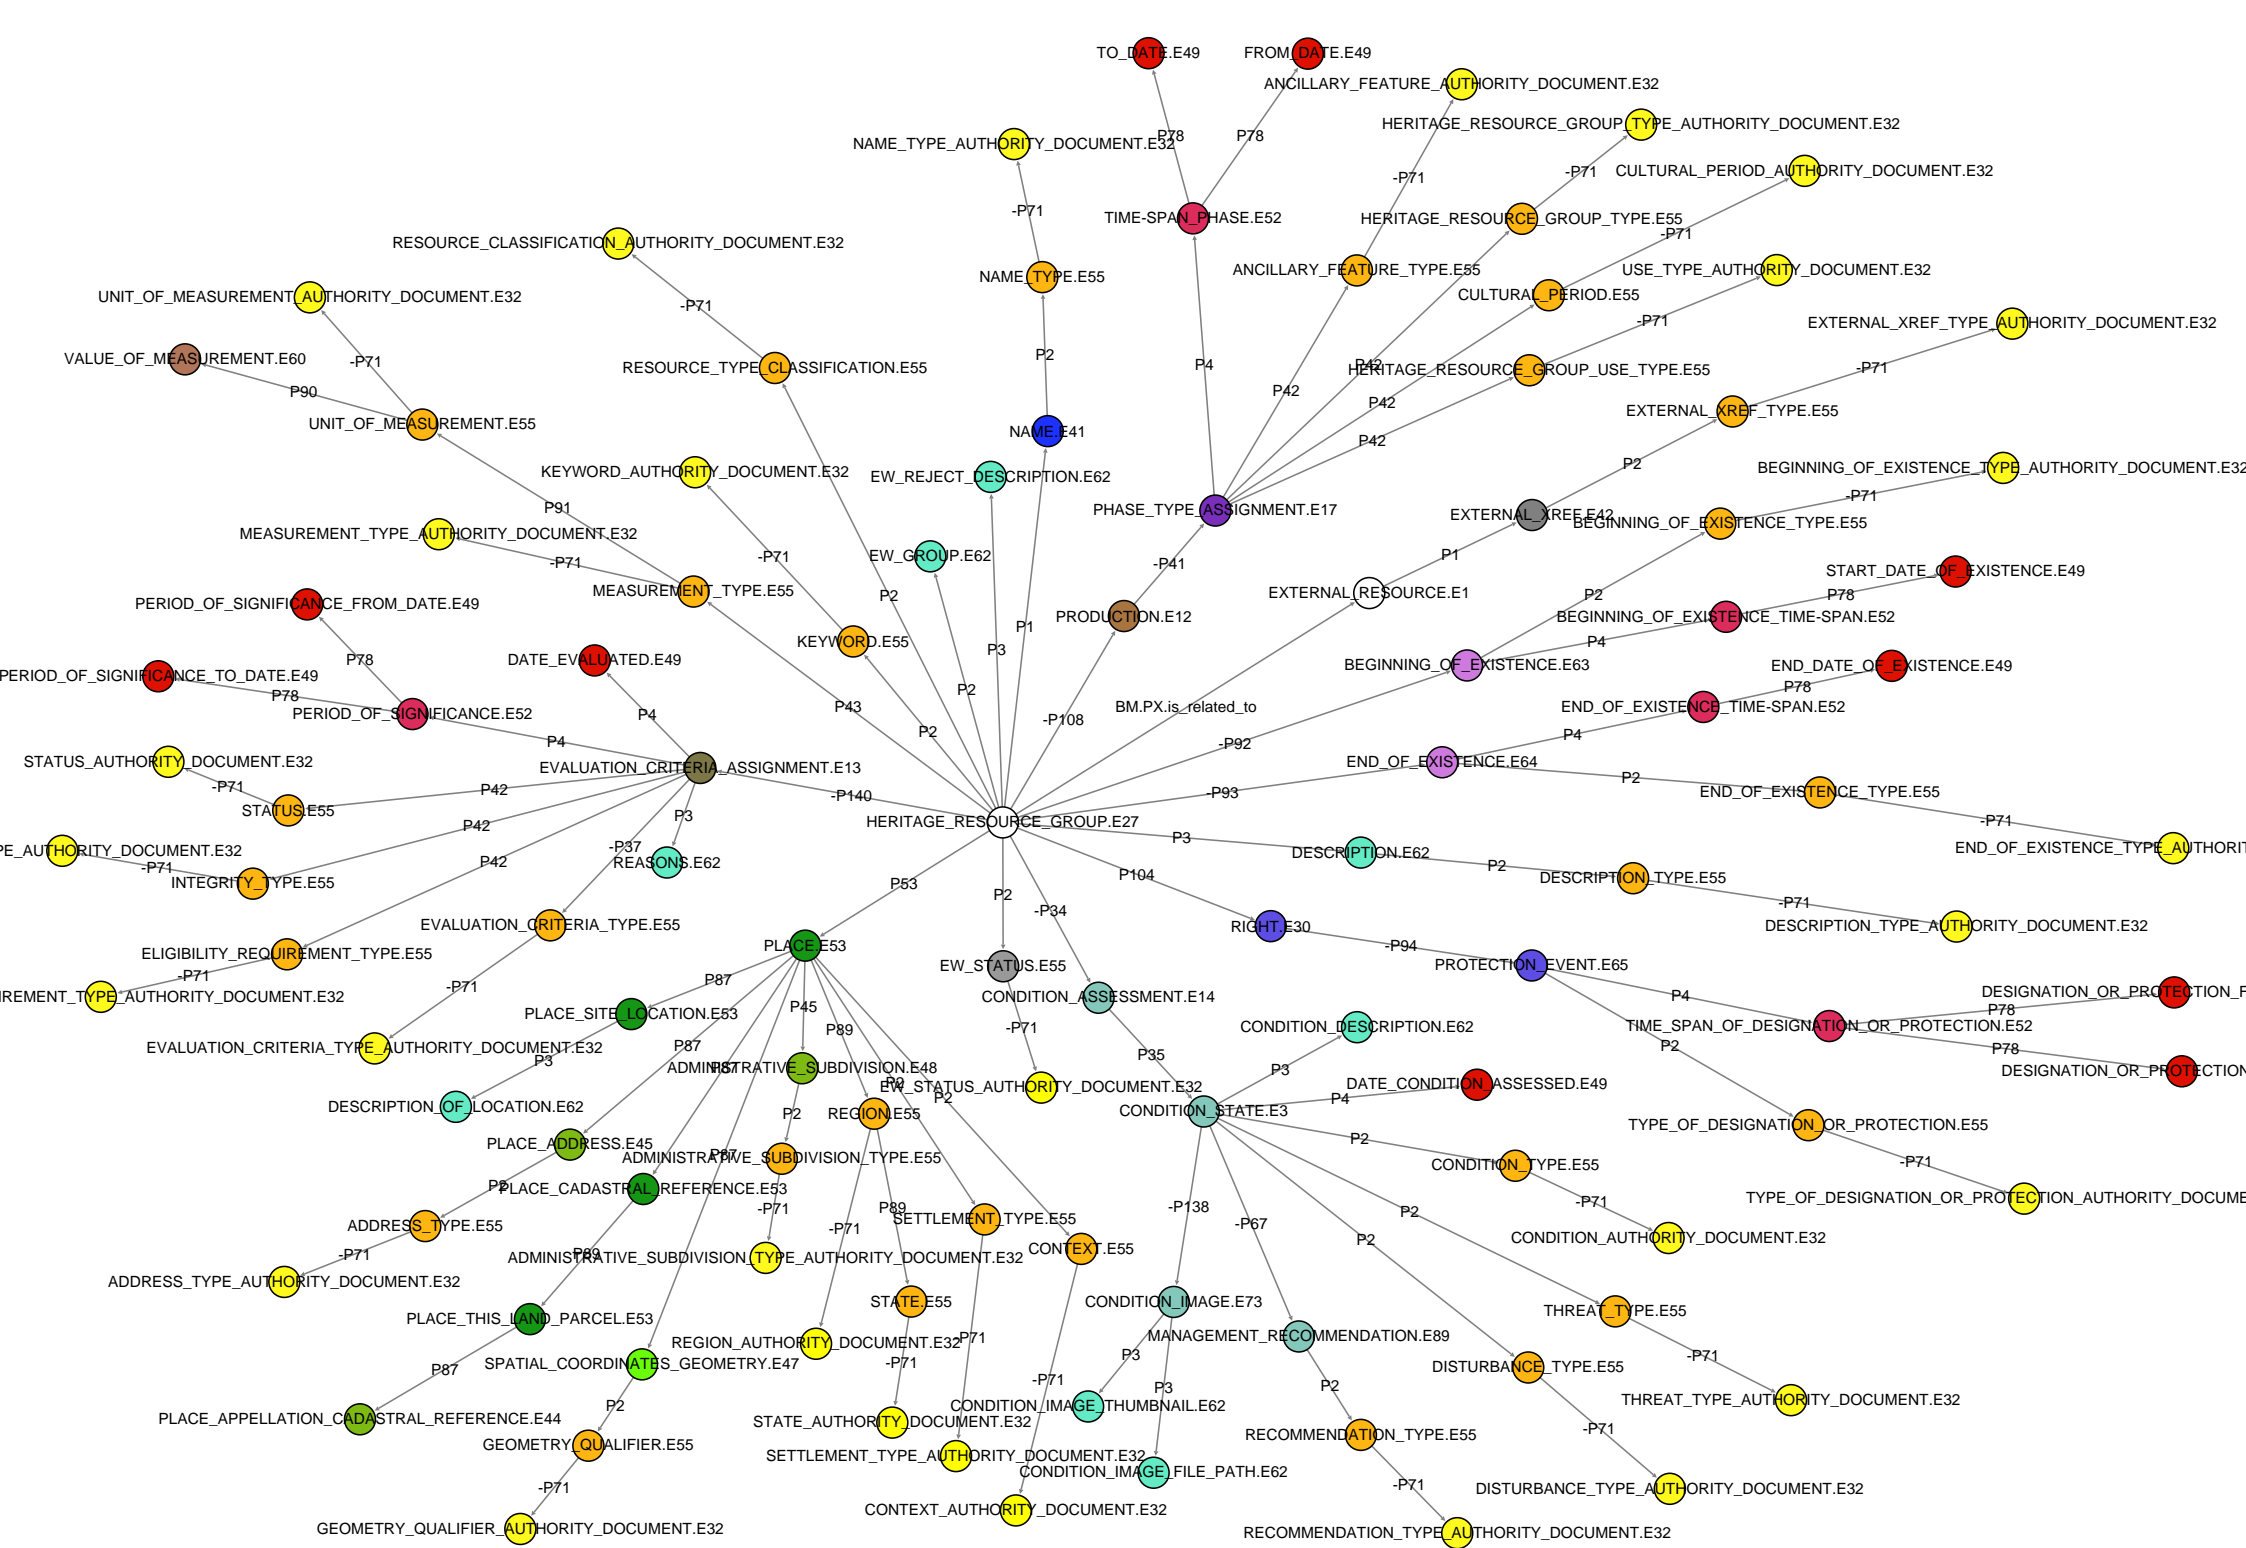 TO_DATE.E49
FROM_DATE.E49
ANCILLARY_FEATURE_AUTHORITY_DOCUMENT.E32
HERITAGE_RESOURCE_GROUP_TYPE_AUTHORITY_DOCUMENT.E32
P78
P78
NAME_TYPE_AUTHORITY_DOCUMENT.E32
-P71
-P71
CULTURAL_PERIOD_AUTHORITY_DOCUMENT.E32
-P71
TIME-SPAN_PHASE.E52
HERITAGE_RESOURCE_GROUP_TYPE.E55
-P71
RESOURCE_CLASSIFICATION_AUTHORITY_DOCUMENT.E32
NAME_TYPE.E55
ANCILLARY_FEATURE_TYPE.E55
USE_TYPE_AUTHORITY_DOCUMENT.E32
UNIT_OF_MEASUREMENT_AUTHORITY_DOCUMENT.E32
-P71
CULTURAL_PERIOD.E55
-P71
EXTERNAL_XREF_TYPE_AUTHORITY_DOCUMENT.E32
VALUE_OF_MEASUREMENT.E60
-P71
RESOURCE_TYPE_CLASSIFICATION.E55
P2
P4
P42
HERITAGE_RESOURCE_GROUP_USE_TYPE.E55
-P71
P90
P42
P42
UNIT_OF_MEASUREMENT.E55
NAME.E41
P42
EXTERNAL_XREF_TYPE.E55
KEYWORD_AUTHORITY_DOCUMENT.E32
EW_REJECT_DESCRIPTION.E62
P2
BEGINNING_OF_EXISTENCE_TYPE_AUTHORITY_DOCUMENT.E32
-P71
P91
PHASE_TYPE_ASSIGNMENT.E17
EXTERNAL_XREF.E42
BEGINNING_OF_EXISTENCE_TYPE.E55
MEASUREMENT_TYPE_AUTHORITY_DOCUMENT.E32
-P71
-P71
EW_GROUP.E62
-P41
P1
START_DATE_OF_EXISTENCE.E49
MEASUREMENT_TYPE.E55
P2
EXTERNAL_RESOURCE.E1
P2
P78
PERIOD_OF_SIGNIFICANCE_FROM_DATE.E49
KEYWORD.E55
P1
PRODUCTION.E12
BEGINNING_OF_EXISTENCE_TIME-SPAN.E52
P78
DATE_EVALUATED.E49
P3
P4
BEGINNING_OF_EXISTENCE.E63
END_DATE_OF_EXISTENCE.E49
PERIOD_OF_SIGNIFICANCE_TO_DATE.E49
P78
P2
P78
PERIOD_OF_SIGNIFICANCE.E52
P4
P43
-P108
BM.PX.is_related_to
END_OF_EXISTENCE_TIME-SPAN.E52
P4
P2
-P92
P4
STATUS_AUTHORITY_DOCUMENT.E32
EVALUATION_CRITERIA_ASSIGNMENT.E13
END_OF_EXISTENCE.E64
P2
-P71
P42
-P140
-P93
END_OF_EXISTENCE_TYPE.E55
STATUS.E55
P3
HERITAGE_RESOURCE_GROUP.E27
-P71
P42
P3
PE_AUTHORITY_DOCUMENT.E32
-P37
REASONS.E62
DESCRIPTION.E62
END_OF_EXISTENCE_TYPE_AUTHORIT
-P71
P42
P2
INTEGRITY_TYPE.E55
P53
P104
DESCRIPTION_TYPE.E55
P2
-P34
-P71
EVALUATION_CRITERIA_TYPE.E55
RIGHT.E30
DESCRIPTION_TYPE_AUTHORITY_DOCUMENT.E32
ELIGIBILITY_REQUIREMENT_TYPE.E55
PLACE.E53
-P94
-P71
EW_STATUS.E55
PROTECTION_EVENT.E65
REMENT_TYPE_AUTHORITY_DOCUMENT.E32
-P71
P87
CONDITION_ASSESSMENT.E14
P4
DESIGNATION_OR_PROTECTION_F
PLACE_SITE_LOCATION.E53
P45
P89
-P71
CONDITION_DESCRIPTION.E62
TIME_SPAN_OF_DESIGNATION_OR_PROTECTION.E52
P78
EVALUATION_CRITERIA_TYPE_AUTHORITY_DOCUMENT.E32
P87
P3
P35
P2
P78
ADMINISTRATIVE_SUBDIVISION.E48
P87
P3
DESIGNATION_OR_PROTECTION
EW_STATUS_AUTHORITY_DOCUMENT.E32
P2
P2
DATE_CONDITION_ASSESSED.E49
P4
DESCRIPTION_OF_LOCATION.E62
P2
REGION.E55
CONDITION_STATE.E3
TYPE_OF_DESIGNATION_OR_PROTECTION.E55
PLACE_ADDRESS.E45
P2
ADMINISTRATIVE_SUBDIVISION_TYPE.E55
P87
CONDITION_TYPE.E55
-P71
P2
PLACE_CADASTRAL_REFERENCE.E53
TYPE_OF_DESIGNATION_OR_PROTECTION_AUTHORITY_DOCUME
-P71
P89
-P138
-P71
P2
ADDRESS_TYPE.E55
-P71
SETTLEMENT_TYPE.E55
-P67
P2
CONDITION_AUTHORITY_DOCUMENT.E32
-P71
P89
ADMINISTRATIVE_SUBDIVISION_TYPE_AUTHORITY_DOCUMENT.E32
CONTEXT.E55
ADDRESS_TYPE_AUTHORITY_DOCUMENT.E32
STATE.E55
CONDITION_IMAGE.E73
THREAT_TYPE.E55
PLACE_THIS_LAND_PARCEL.E53
REGION_AUTHORITY_DOCUMENT.E32
-P71
MANAGEMENT_RECOMMENDATION.E89
P87
SPATIAL_COORDINATES_GEOMETRY.E47
-P71
P3
DISTURBANCE_TYPE.E55
-P71
P2
-P71
P3
P2
PLACE_APPELLATION_CADASTRAL_REFERENCE.E44
STATE_AUTHORITY_DOCUMENT.E32
CONDITION_IMAGE_THUMBNAIL.E62
THREAT_TYPE_AUTHORITY_DOCUMENT.E32
GEOMETRY_QUALIFIER.E55
SETTLEMENT_TYPE_AUTHORITY_DOCUMENT.E32
RECOMMENDATION_TYPE.E55
-P71
CONDITION_IMAGE_FILE_PATH.E62
-P71
-P71
DISTURBANCE_TYPE_AUTHORITY_DOCUMENT.E32
CONTEXT_AUTHORITY_DOCUMENT.E32
GEOMETRY_QUALIFIER_AUTHORITY_DOCUMENT.E32
RECOMMENDATION_TYPE_AUTHORITY_DOCUMENT.E32